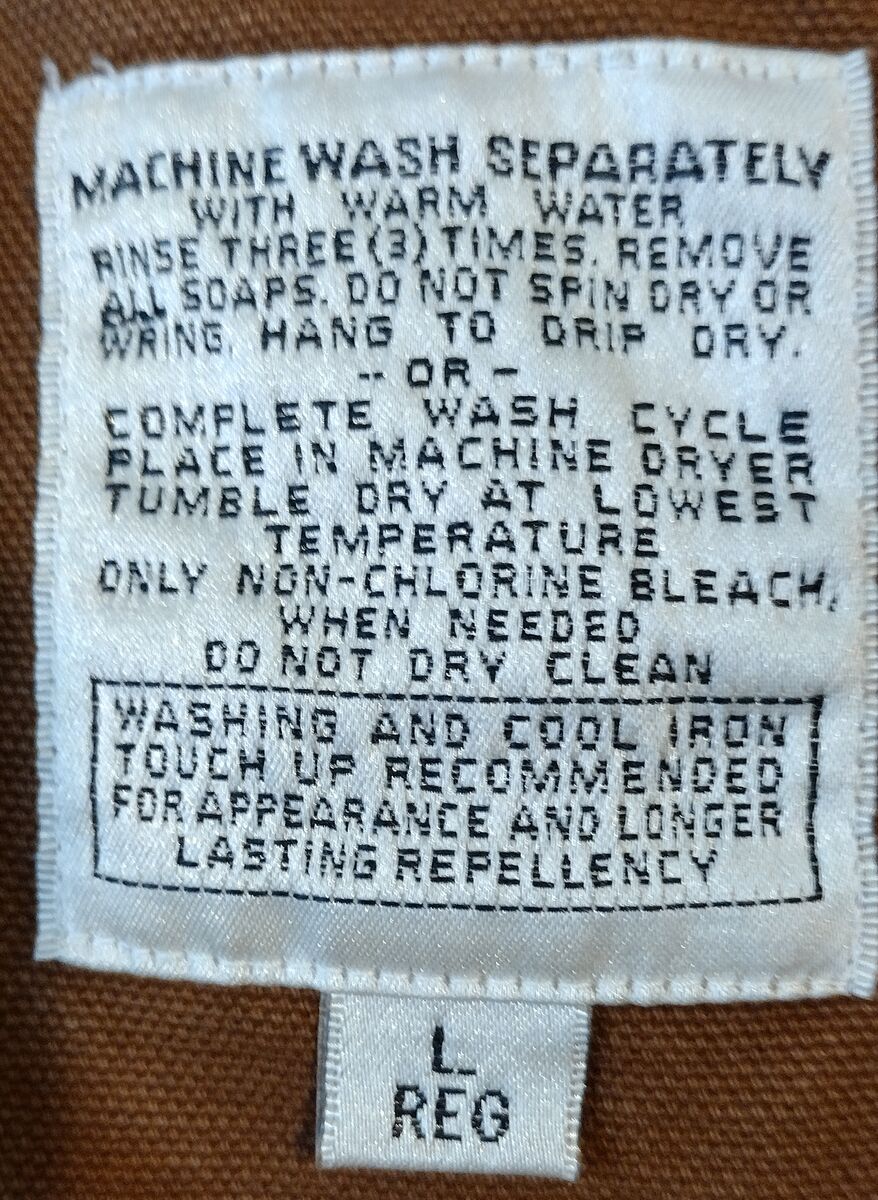 MACHINE WASH SEPARATELY
WITH WARM WATER
RINSE THREE (3) TIMES. REMOVE
ALL SOAPS. DO NOT SPIN DRY OR
WRING. HANG TO DRIP DRY.
-- OR -
COMPLETE WASH CYCLE
PLACE IN MACHINE DRYER
TUMBLE DRY AT LOWEST
TEMPERATURE
ONLY NON-CHLORINE BLEACH,
WHEN NEEDED
DO NOT DRY CLEAN
WASHING AND COOL IRON
TOUCH UP RECOMMENDED
FOR APPEARANCE AND LONGER
LASTING REPELLENCY
L
REG